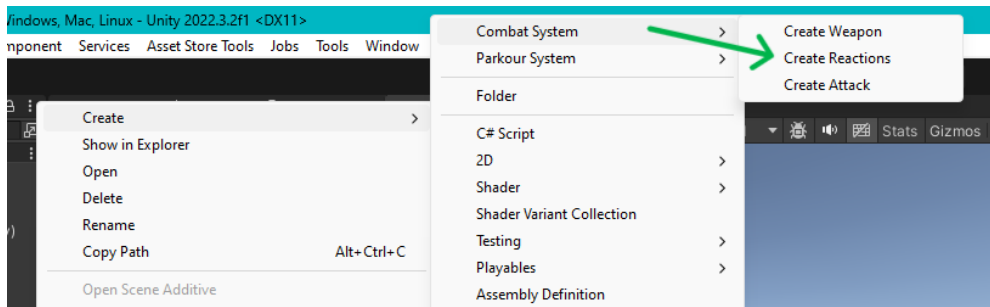 Windows, Mac, Linux - Unity 2022.3.2f1 <DX11>
mponent Services Asset Store Tools Jobs Tools Window
Create
Show in Explorer
Open
Delete
Rename
Copy Path Alt+Ctrl+C
Open Scene Additive
Combat System
Parkour System
Folder
C# Script
2D
Shader
Shader Variant Collection
Testing
Playables
Assembly Definition
Create Weapon
Create Reactions
Create Attack
Stats Gizmos